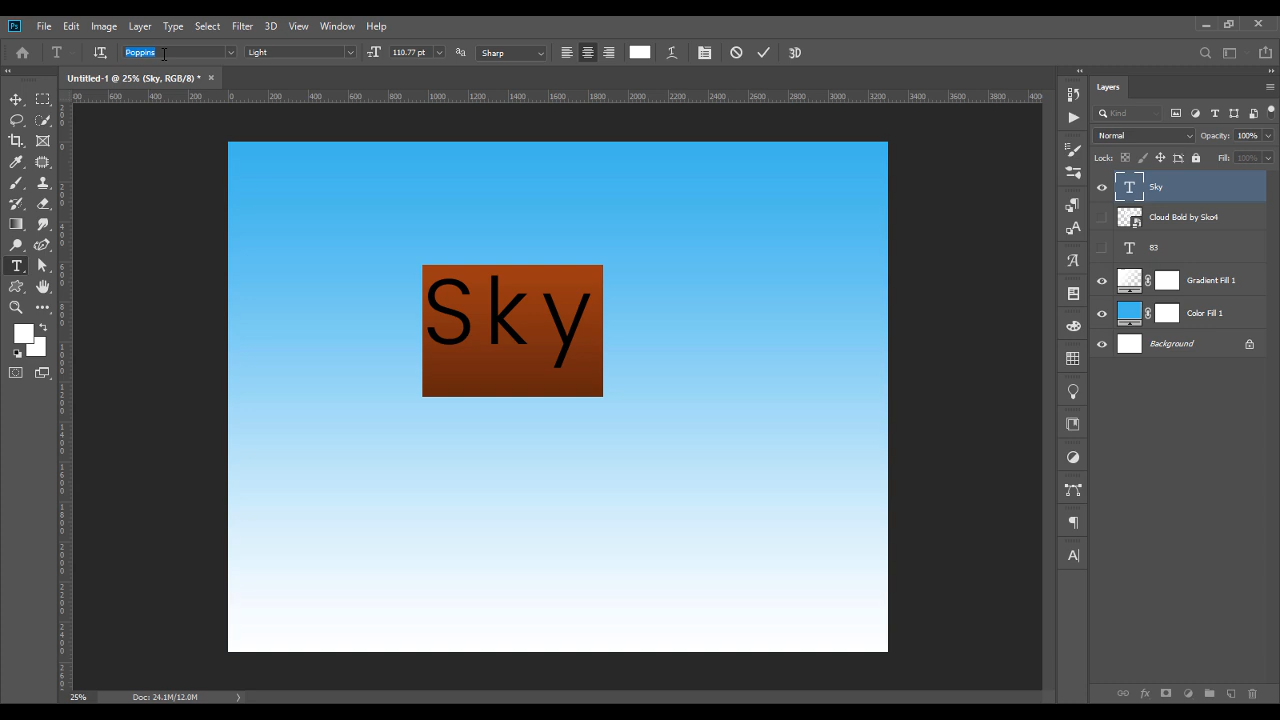 Ps File Edit Image Layer Type Select Filter 3D View Window Help
T Poppins Light 110.77 pt Sharp 3D
Untitled-1 @ 25% (Sky, RGB/8) * ×
Layers
Kind
Normal Opacity: 100%
Lock: Fill: 100%
T Sky
Cloud Bold by Sko4
T 83
Gradient Fill 1
Color Fill 1
Background
Sky
25% Doc: 24.1M/12.0M